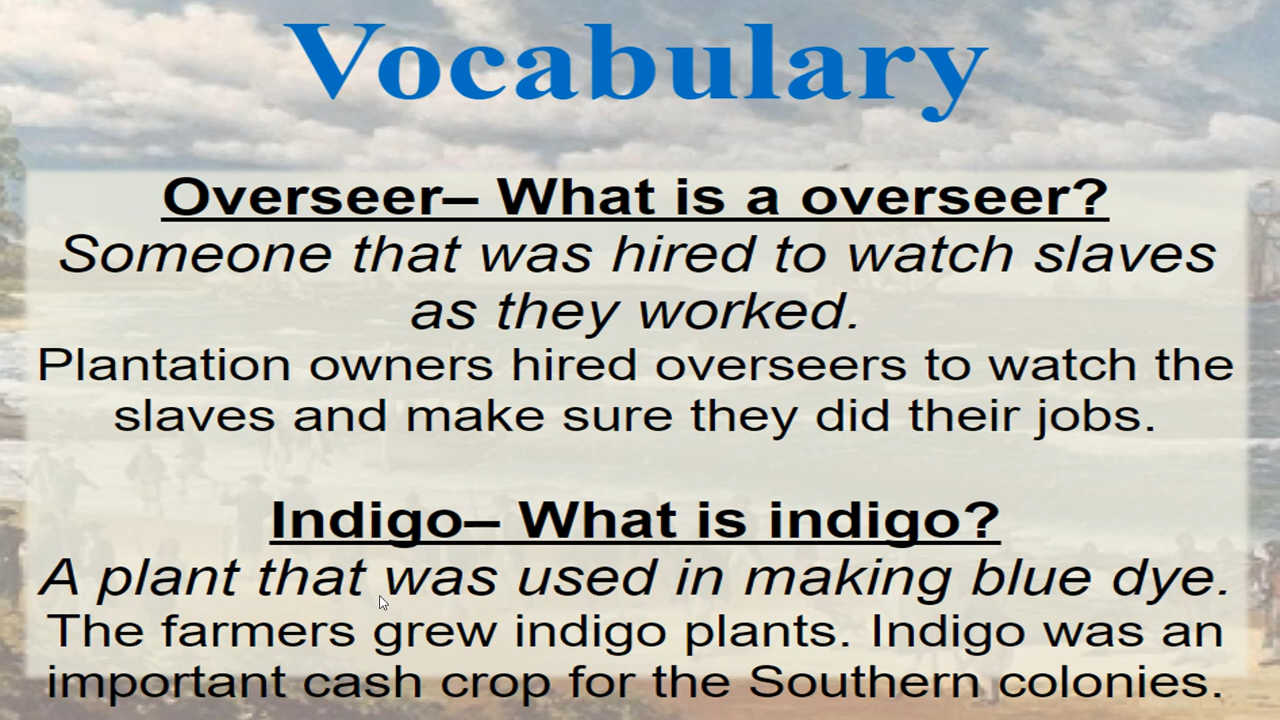 Vocabulary
Overseer– What is a overseer?
Someone that was hired to watch slaves
as they worked.
Plantation owners hired overseers to watch the
slaves and make sure they did their jobs.
Indigo– What is indigo?
A plant that was used in making blue dye.
The farmers grew indigo plants. Indigo was an
important cash crop for the Southern colonies.